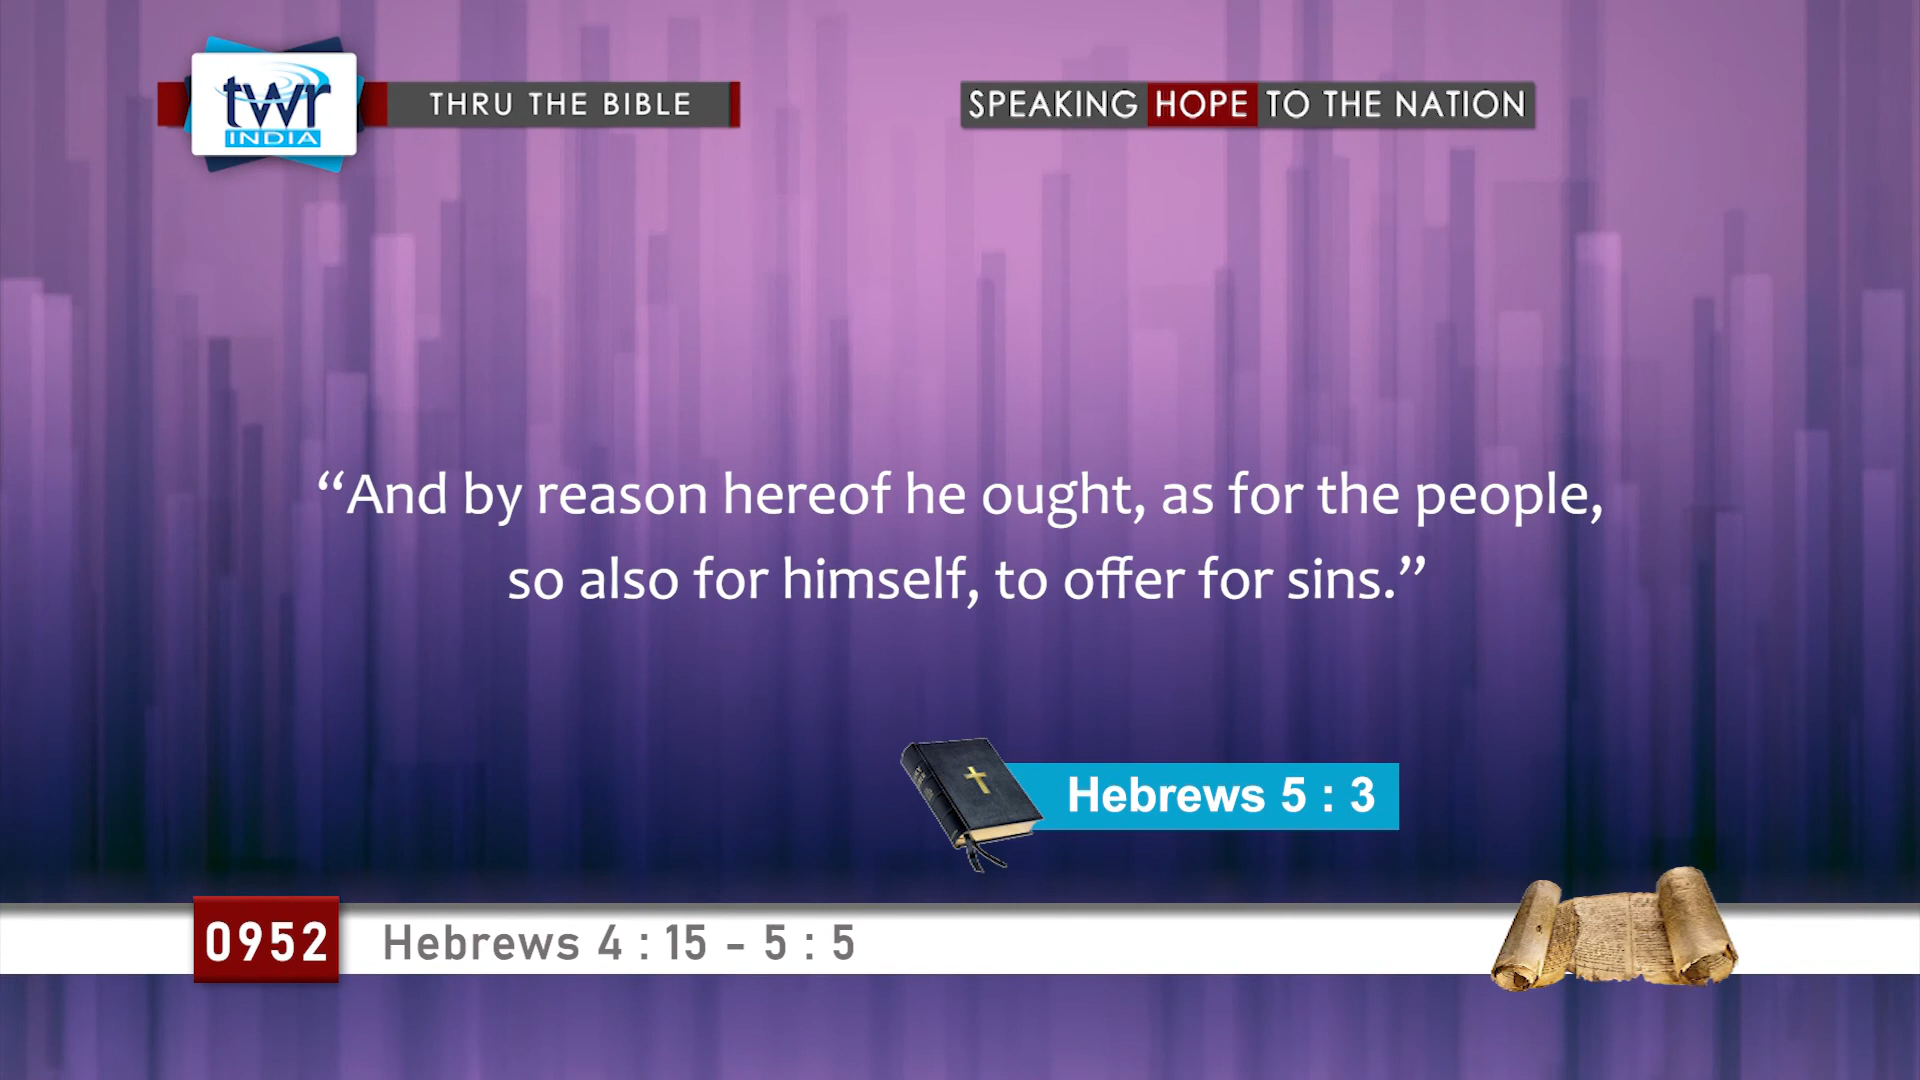 twr
INDIA
THRU THE BIBLE
SPEAKING HOPE TO THE NATION
“And by reason hereof he ought, as for the people,
so also for himself, to offer for sins.”
Hebrews 5 : 3
0952
Hebrews 4 : 15 - 5 : 5